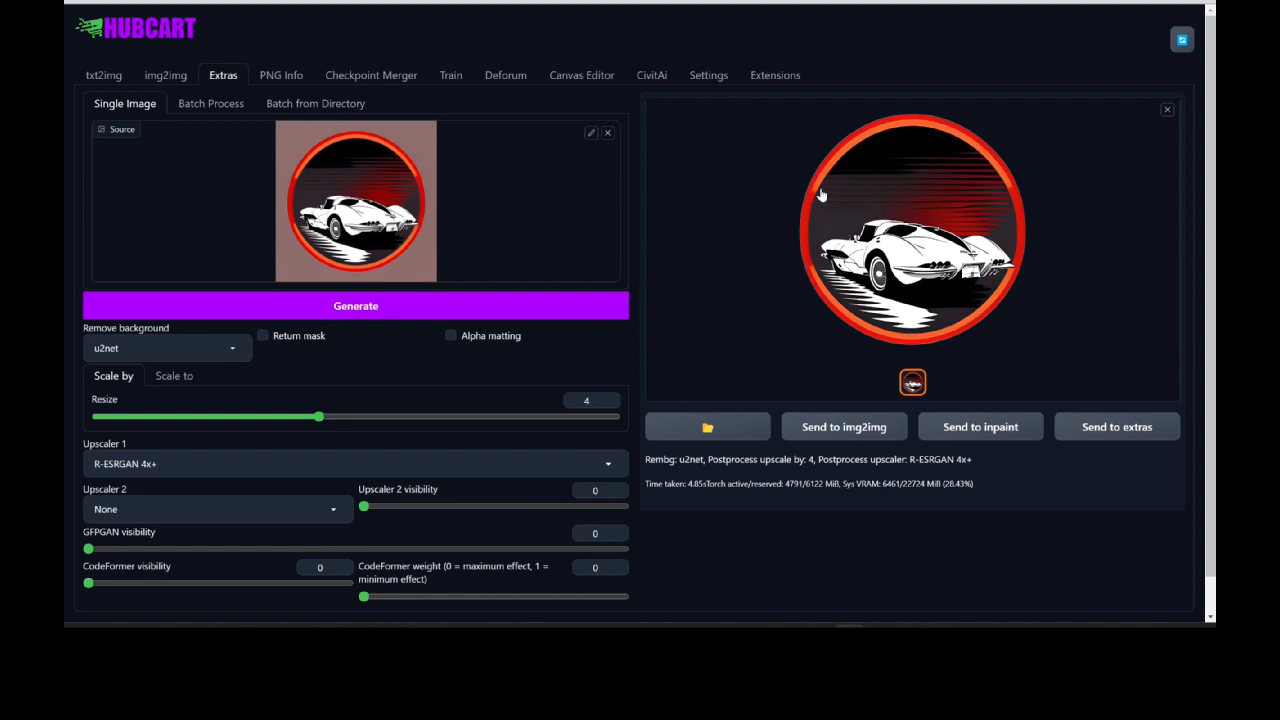 HUBCART
txt2img img2img Extras PNG Info Checkpoint Merger Train Deforum Canvas Editor CivitAi Settings Extensions
Single Image Batch Process Batch from Directory
Source
Generate
Remove background
u2net
Return mask
Alpha matting
Scale by Scale to
Resize
4
Upscaler 1
R-ESRGAN 4x+
Upscaler 2
None
Upscaler 2 visibility
0
GFPGAN visibility
0
CodeFormer visibility
0
CodeFormer weight (0 = maximum effect, 1 =
minimum effect)
0
Send to img2img Send to inpaint Send to extras
Rembg: u2net, Postprocess upscale by: 4, Postprocess upscaler: R-ESRGAN 4x+
Time taken: 4.85sTorch active/reserved: 4791/6122 MiB, Sys VRAM: 6461/22724 MiB (28.43%)